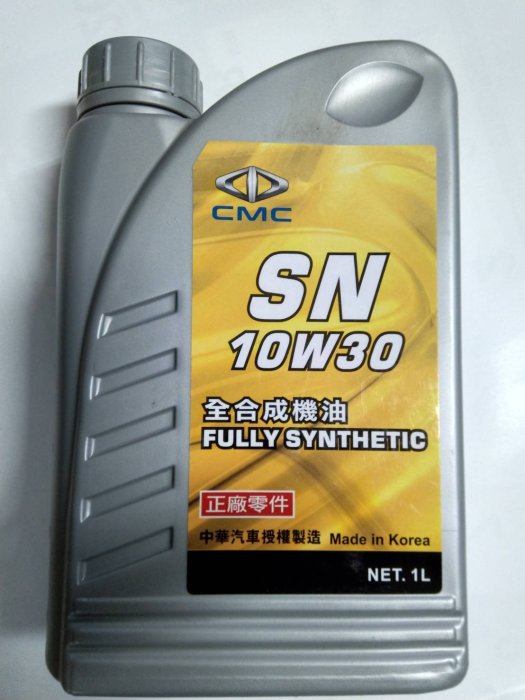 CMC
SN
10W30
全合成機油
FULLY SYNTHETIC
正廠零件
中華汽車授權製造 Made in Korea
NET. 1L